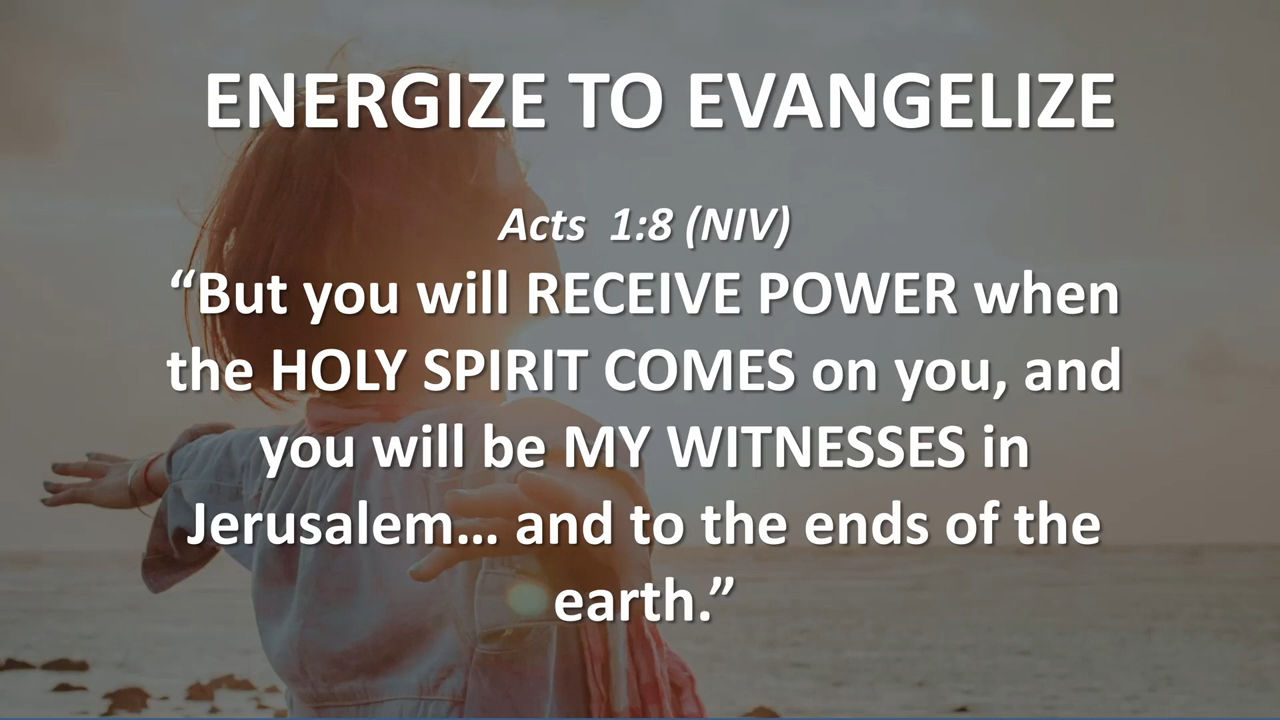 ENERGIZE TO EVANGELIZE
Acts 1:8 (NIV)
“But you will RECEIVE POWER when
the HOLY SPIRIT COMES on you, and
you will be MY WITNESSES in
Jerusalem… and to the ends of the
earth.”